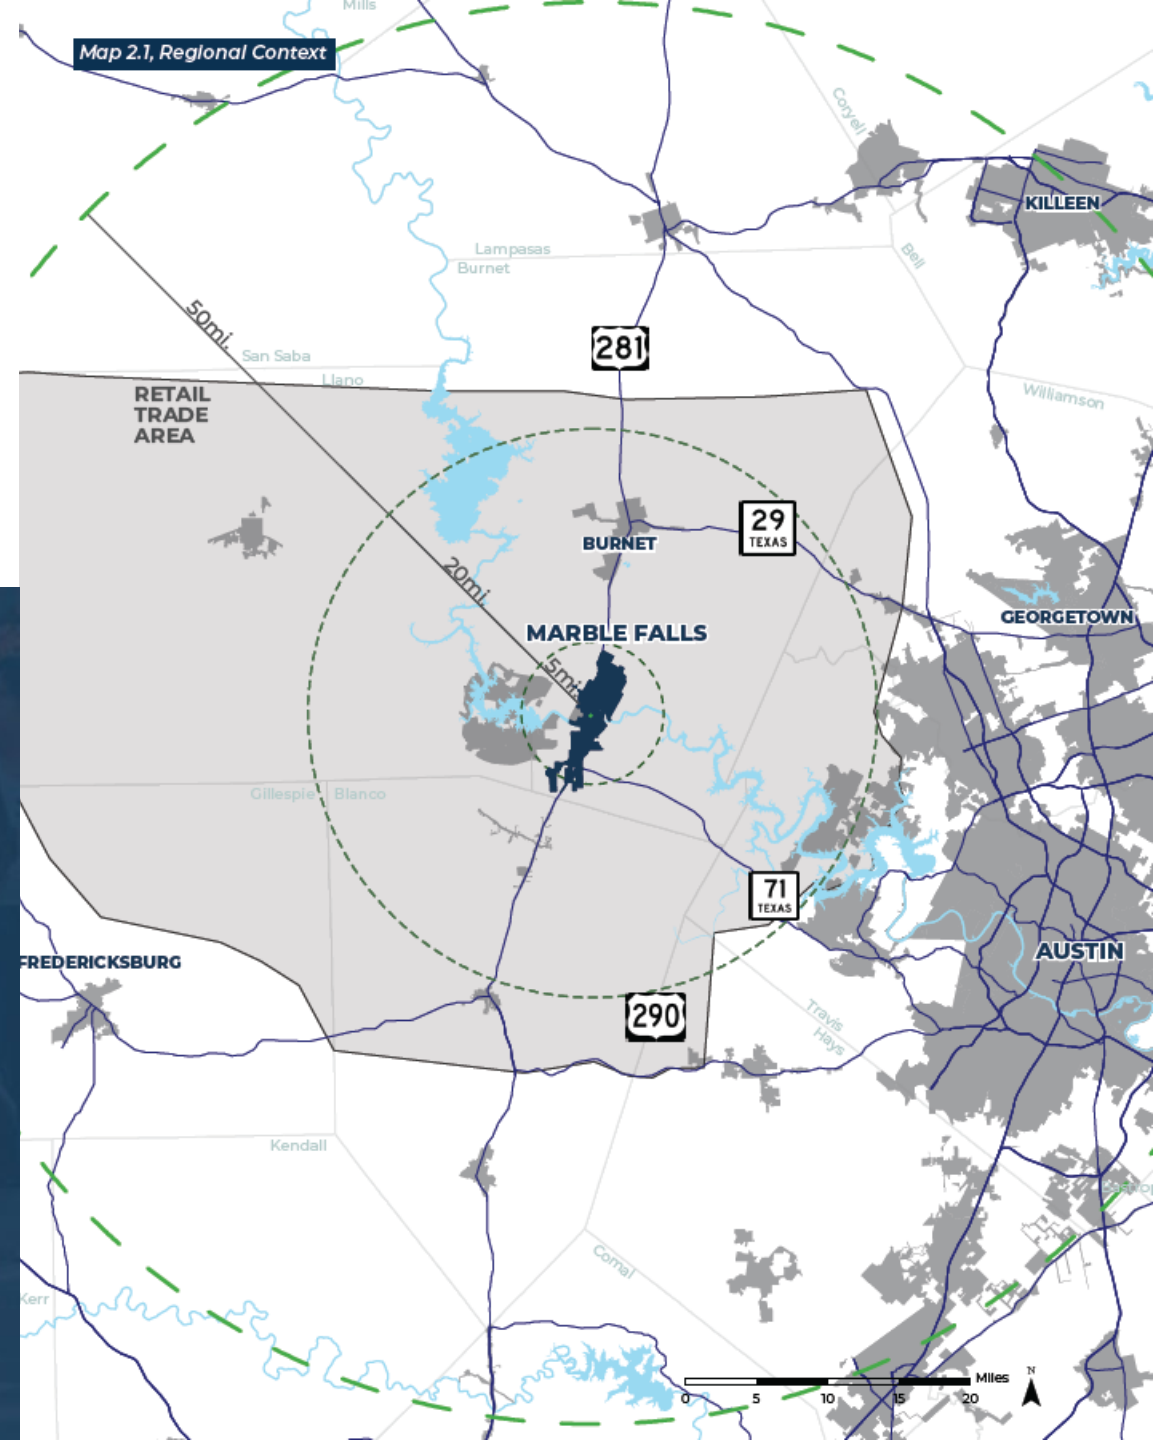 Mills
Map 2.1, Regional Context
Coryell
KILLEEN
Lampasas
Burnet
Bell
50mi.
281
San Saba
Llano
Williamson
RETAIL
TRADE
AREA
29
TEXAS
BURNET
20mi.
GEORGETOWN
MARBLE FALLS
5mi.
Gillespie
Blanco
71
TEXAS
AUSTIN
FREDERICKSBURG
290
Travis
Hays
Kendall
Comal
Kerr
Miles
N
0 5 10 15 20